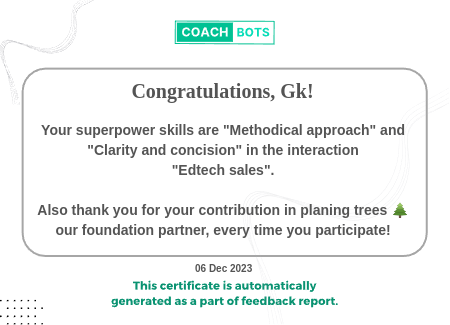 COACH BOTS
Congratulations, Gk!
Your superpower skills are "Methodical approach" and
"Clarity and concision" in the interaction
"Edtech sales".
Also thank you for your contribution in planing trees 🌲
our foundation partner, every time you participate!
06 Dec 2023
This certificate is automatically
generated as a part of feedback report.